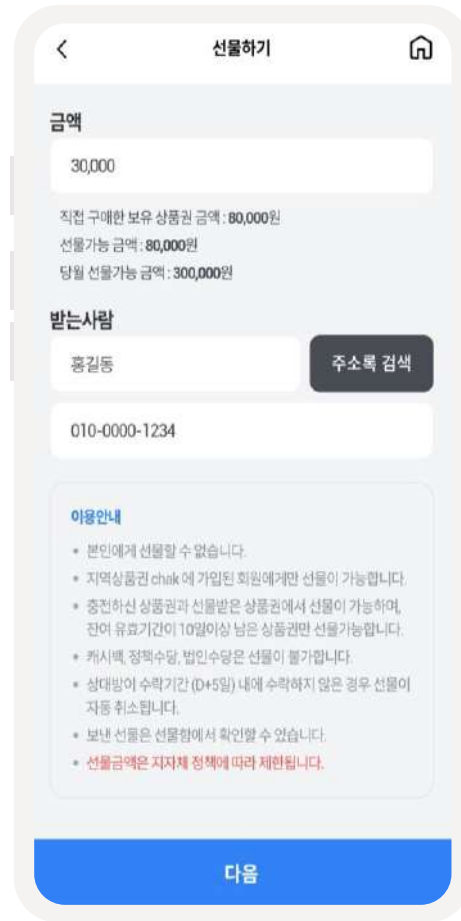 선물하기
금액
30,000
직접 구매한 보유 상품권 금액 : 80,000원
선물가능 금액 : 80,000원
당월 선물가능 금액 : 300,000원
받는사람
홍길동
주소록 검색
010-0000-1234
이용안내
• 본인에게 선물할 수 없습니다.
• 지역상품권 chak 에 가입된 회원에게만 선물이 가능합니다.
• 충전하신 상품권과 선물받은 상품권에서 선물이 가능하며,
잔여 유효기간이 10일이상 남은 상품권만 선물가능합니다.
• 캐시백, 정책수당, 법인수당은 선물이 불가합니다.
• 상대방이 수락기간 (D+5일) 내에 수락하지 않은 경우 선물이
자동 취소됩니다.
• 보낸 선물은 선물함에서 확인할 수 있습니다.
• 선물금액은 지자체 정책에 따라 제한됩니다.
다음